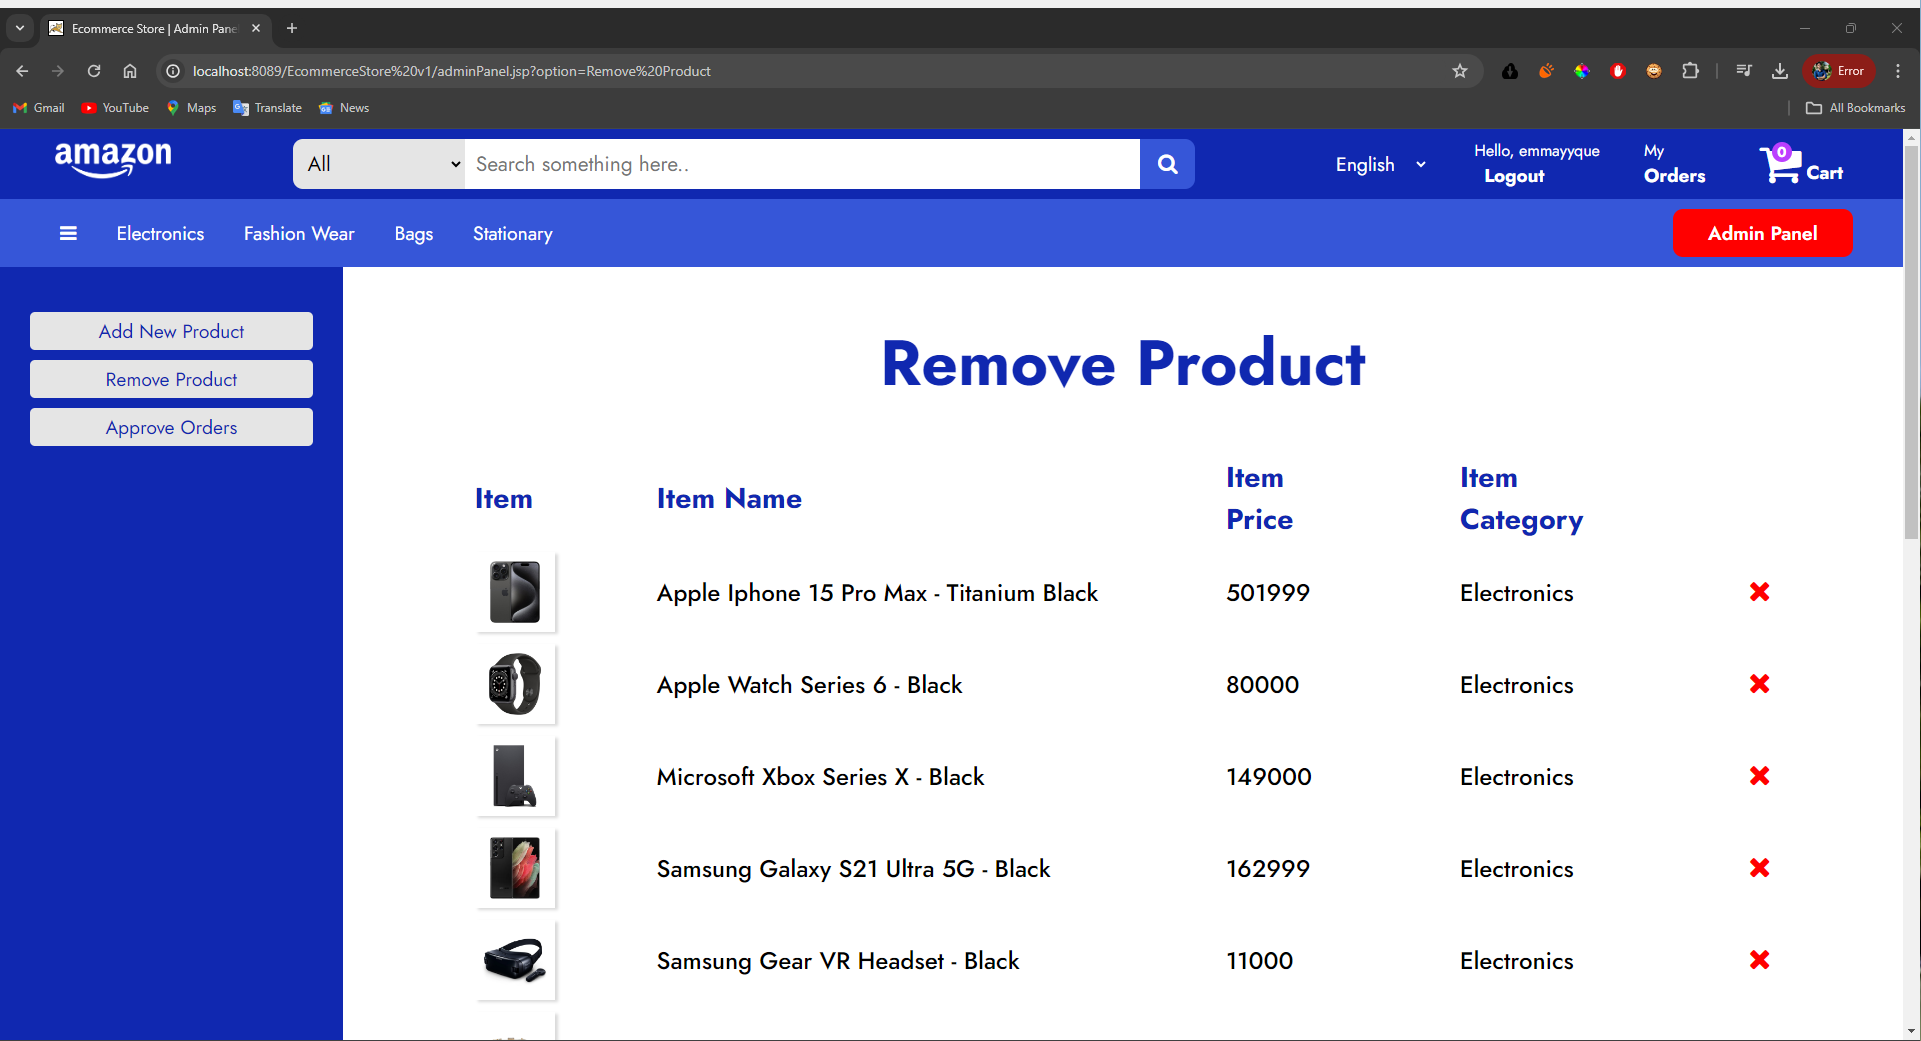 Ecommerce Store | Admin Pane
localhost:8089/EcommerceStore%20v1/adminPanel.jsp?option=Remove%20Product
Error
Gmail
YouTube
Maps
Translate
News
All Bookmarks
amazon
All
Search something here..
English
Hello, emmayyque
Logout
My
Orders
0
Cart
Electronics
Fashion Wear
Bags
Stationary
Admin Panel
Add New Product
Remove Product
Approve Orders
Remove Product
Item
Item Name
Item
Price
Item
Category
Apple Iphone 15 Pro Max - Titanium Black
501999
Electronics
Apple Watch Series 6 - Black
80000
Electronics
Microsoft Xbox Series X - Black
149000
Electronics
Samsung Galaxy S21 Ultra 5G - Black
162999
Electronics
Samsung Gear VR Headset - Black
11000
Electronics